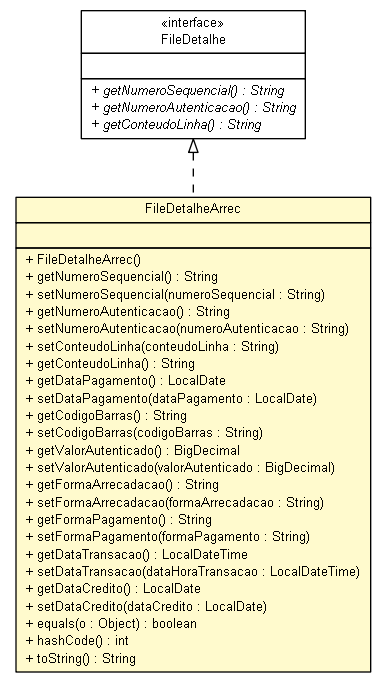 «interface»
FileDetalhe
+ getNumeroSequencial() : String
+ getNumeroAutenticacao() : String
+ getConteudoLinha() : String
FileDetalheArrec
+ FileDetalheArrec()
+ getNumeroSequencial() : String
+ setNumeroSequencial(numeroSequencial : String)
+ getNumeroAutenticacao() : String
+ setNumeroAutenticacao(numeroAutenticacao : String)
+ setConteudoLinha(conteudoLinha : String)
+ getConteudoLinha() : String
+ getDataPagamento() : LocalDate
+ setDataPagamento(dataPagamento : LocalDate)
+ getCodigoBarras() : String
+ setCodigoBarras(codigoBarras : String)
+ getValorAutenticado() : BigDecimal
+ setValorAutenticado(valorAutenticado : BigDecimal)
+ getFormaArrecadacao() : String
+ setFormaArrecadacao(formaArrecadacao : String)
+ getFormaPagamento() : String
+ setFormaPagamento(formaPagamento : String)
+ getDataTransacao() : LocalDateTime
+ setDataTransacao(dataHoraTransacao : LocalDateTime)
+ getDataCredito() : LocalDate
+ setDataCredito(dataCredito : LocalDate)
+ equals(o : Object) : boolean
+ hashCode() : int
+ toString() : String